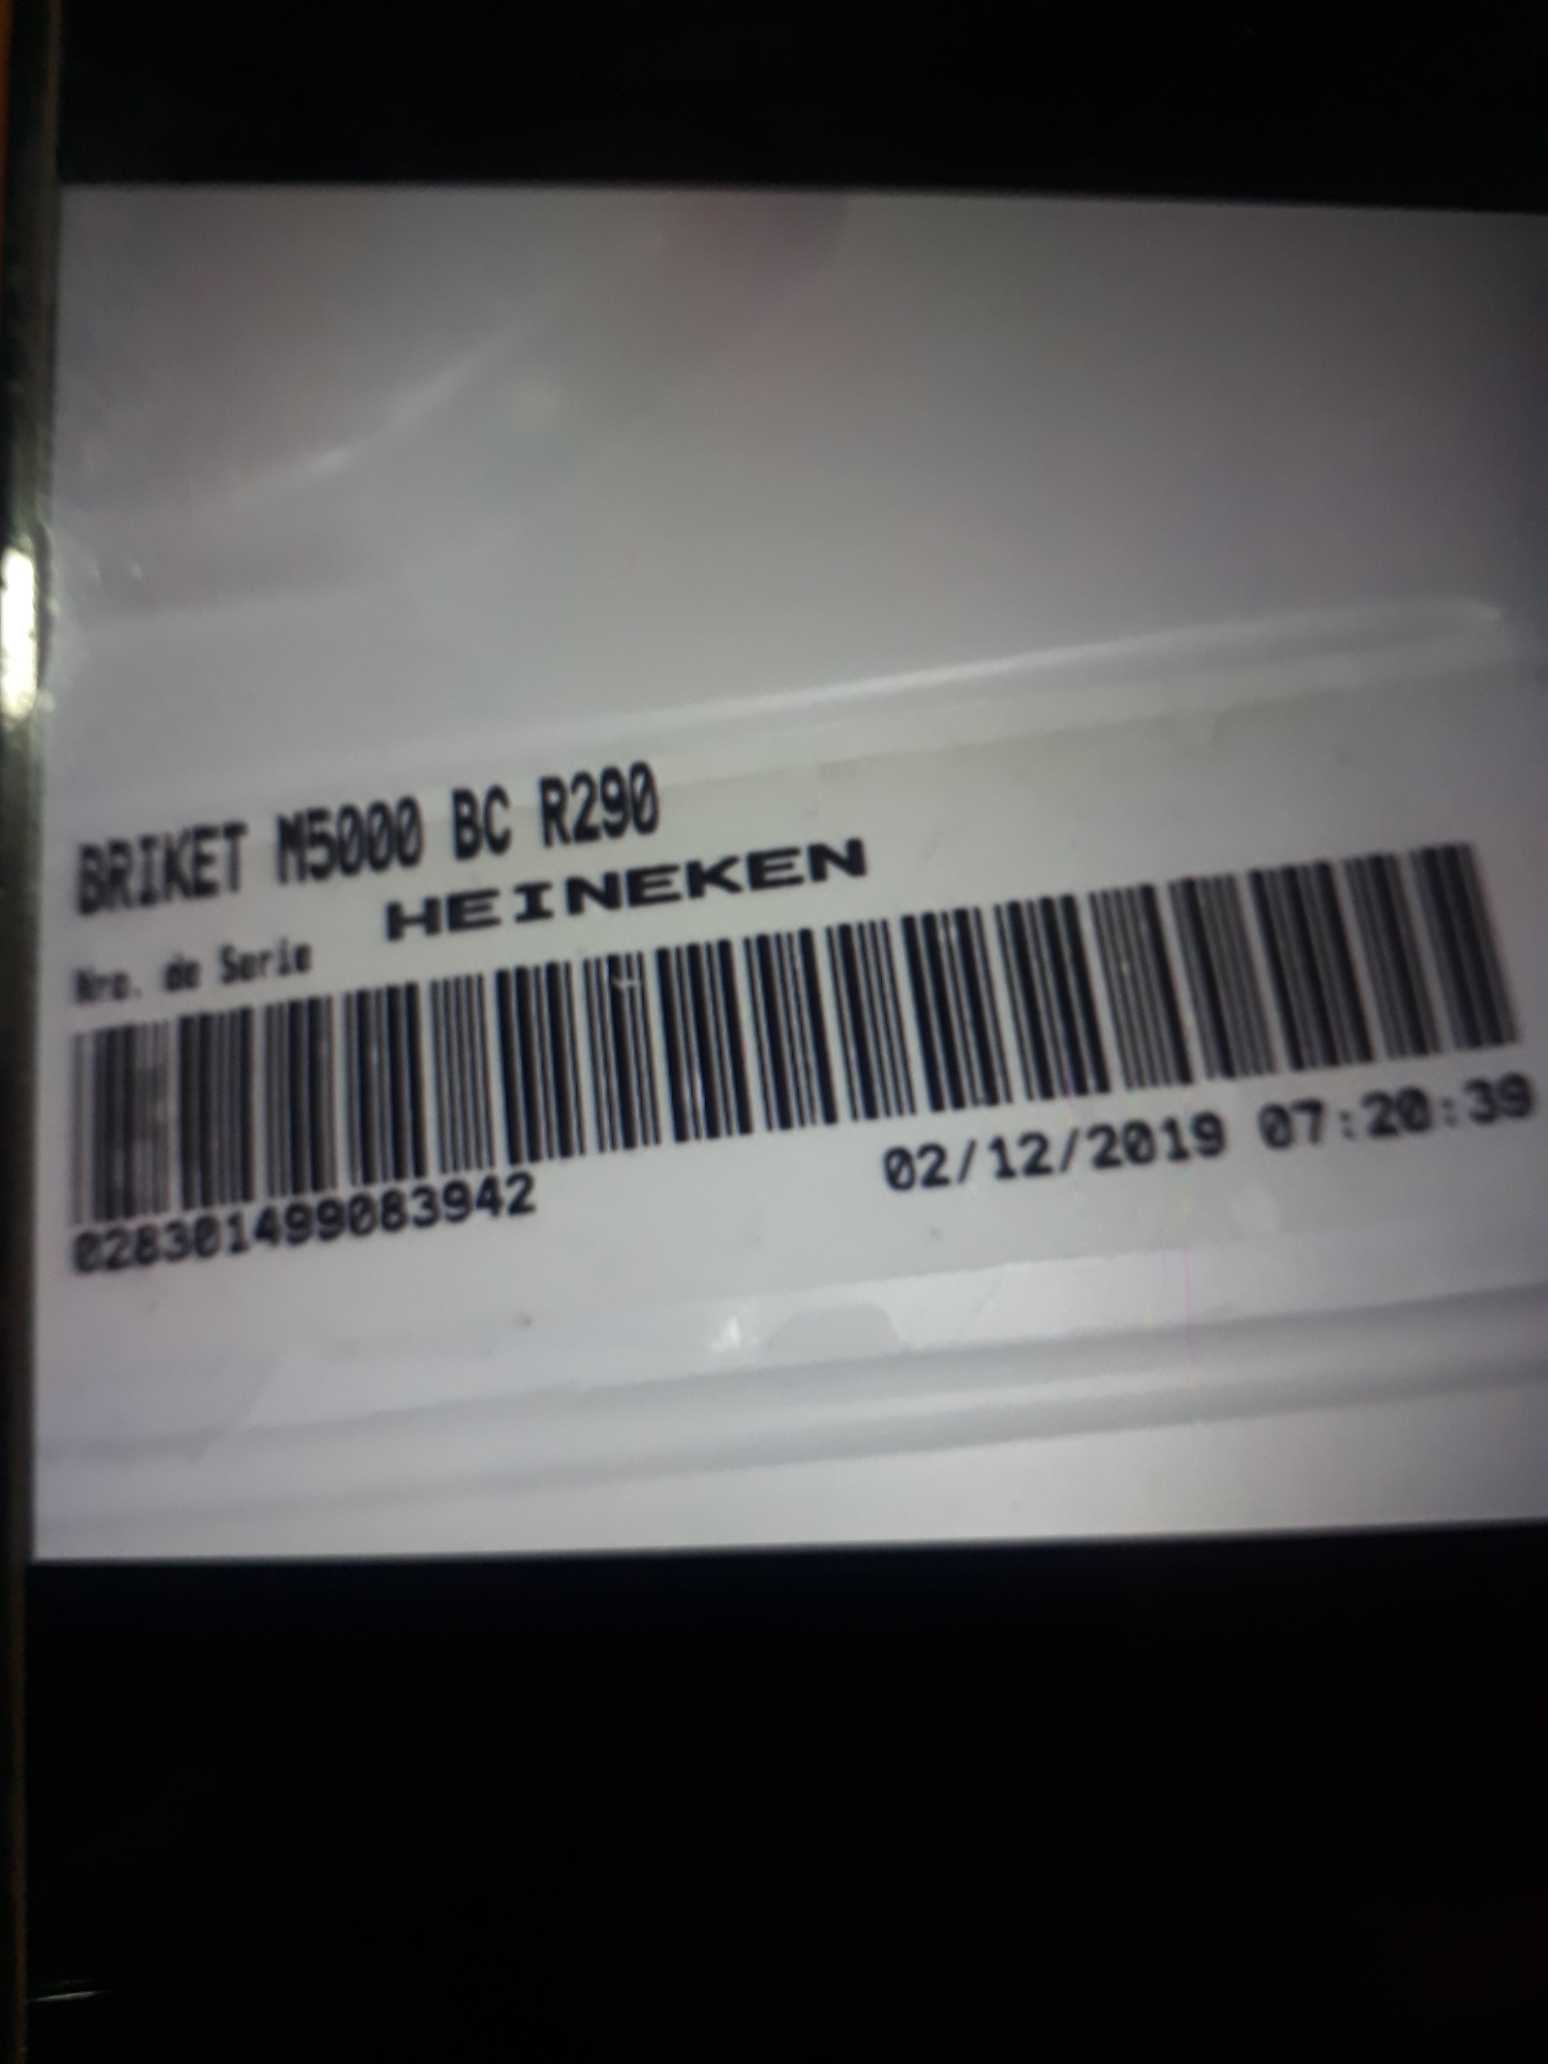 BRIKET M5000 BC R290
HEINEKEN
Nro. de Serie
028301499083942
02/12/2019 07:20:39